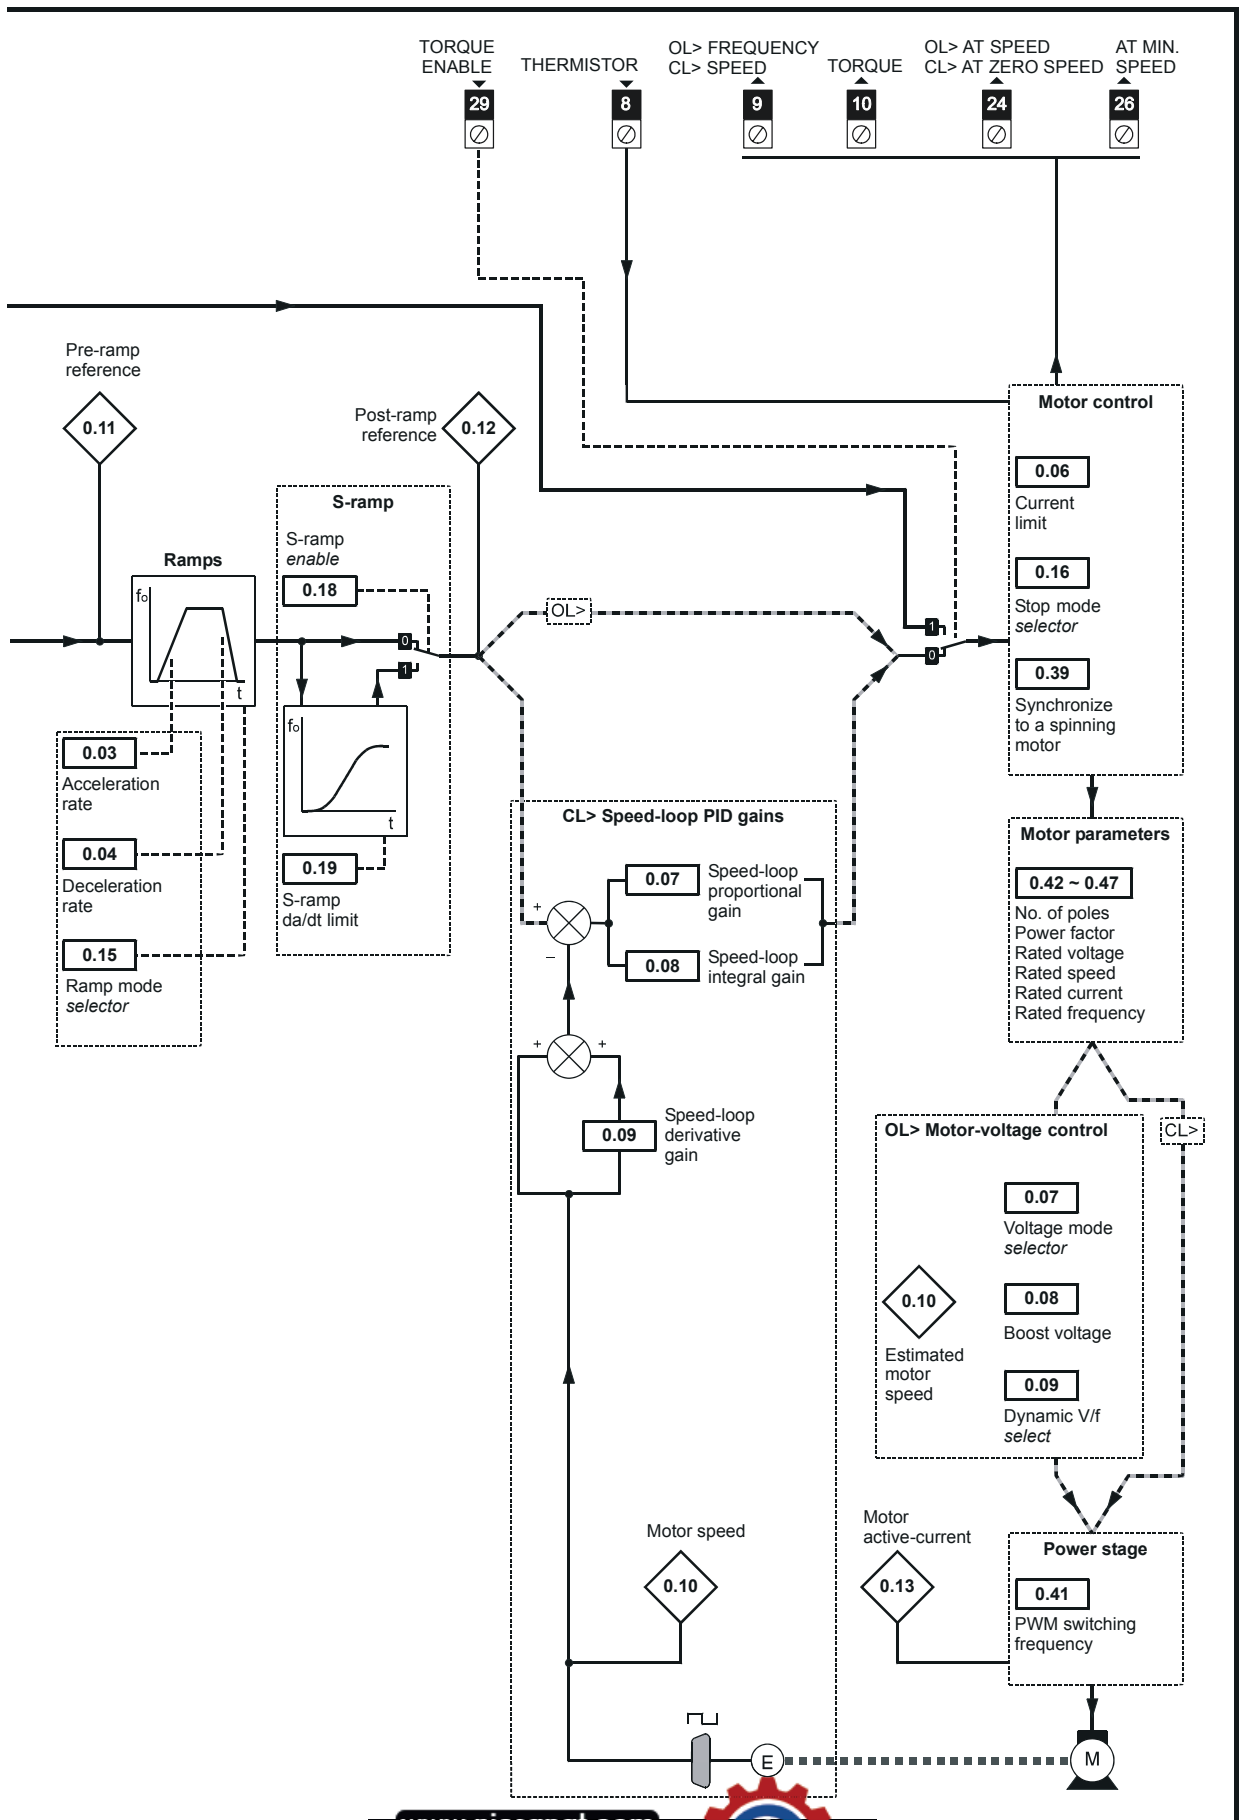 TORQUE
ENABLE
THERMISTOR
OL> FREQUENCY
CL> SPEED
TORQUE
OL> AT SPEED
CL> AT ZERO SPEED
AT MIN.
SPEED
29
8
9
10
24
26
Pre-ramp
reference
0.11
Post-ramp
reference
0.12
Motor control
0.06
Current
limit
0.16
Stop mode
selector
0.39
Synchronize
to a spinning
motor
S-ramp
S-ramp
enable
0.18
Ramps
fo
t
0
1
OL>
1
0
fo
t
0.19
S-ramp
da/dt limit
0.03
Acceleration
rate
0.04
Deceleration
rate
0.15
Ramp mode
selector
CL> Speed-loop PID gains
0.07
Speed-loop
proportional
gain
+
−
0.08
Speed-loop
integral gain
+
+
0.09
Speed-loop
derivative
gain
Motor parameters
0.42 ~ 0.47
No. of poles
Power factor
Rated voltage
Rated speed
Rated current
Rated frequency
OL> Motor-voltage control
CL>
0.07
Voltage mode
selector
0.10
Estimated
motor
speed
0.08
Boost voltage
0.09
Dynamic V/f
select
Motor speed
0.10
Motor
active-current
0.13
Power stage
0.41
PWM switching
frequency
E
M